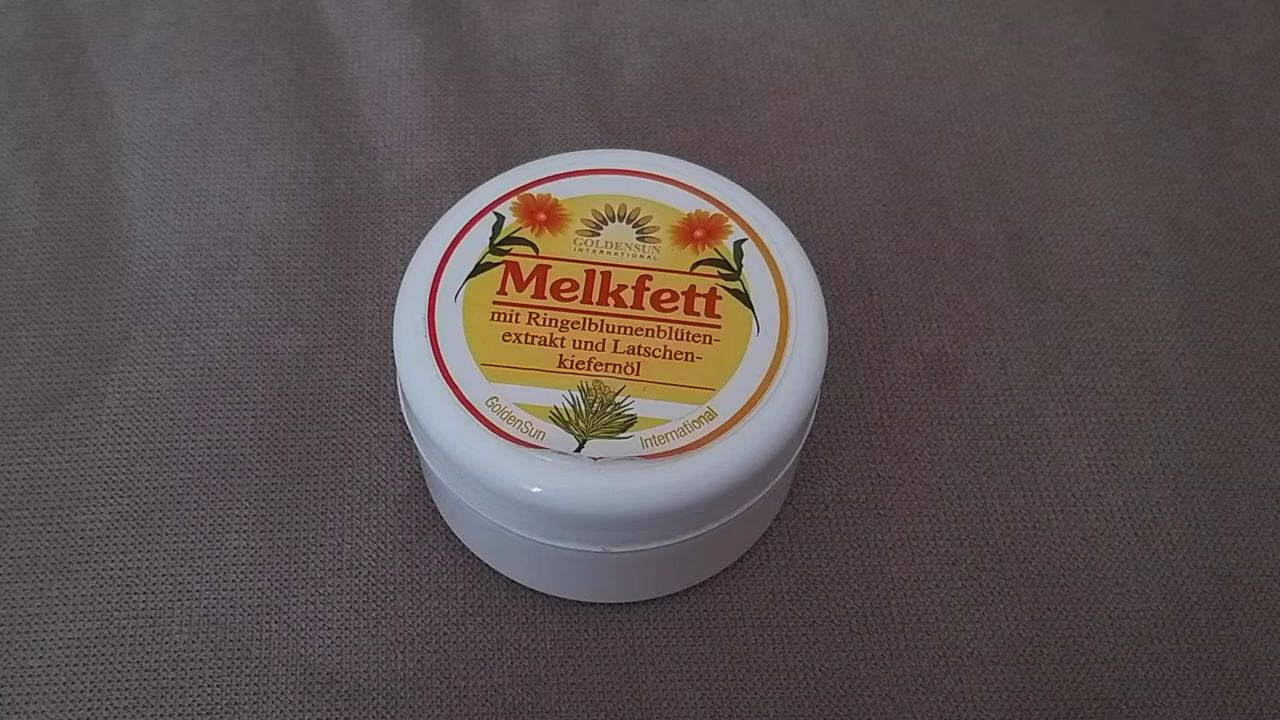 GOLDENSUN
INTERNATIONAL
Melkfett
mit Ringelblumenblüten-
extrakt und Latschen-
kiefernöl
GoldenSun International